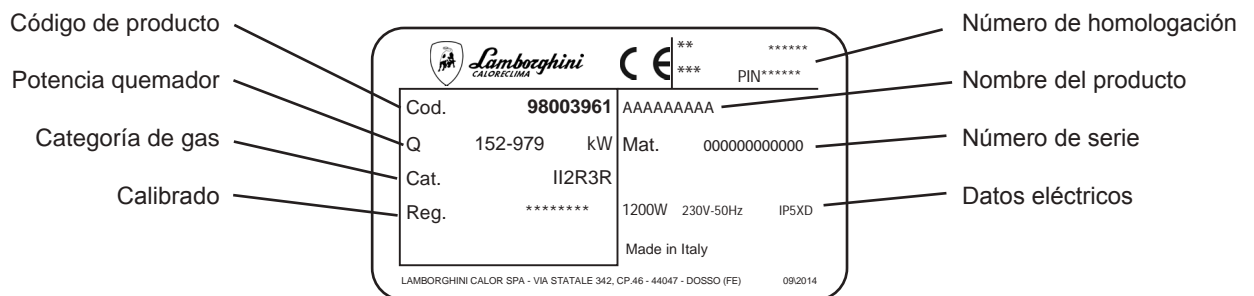 Código de producto
Potencia quemador
Categoría de gas
Calibrado
Lamborghini
CALORECLIMA
CE
** ******
*** PIN******
Cod. 98003961
Q 152-979 kW
Cat. II2R3R
Reg. ********
AAAAAAAAA
Mat. 000000000000
1200W 230V-50Hz IP5XD
Made in Italy
LAMBORGHINI CALOR SPA - VIA STATALE 342, CP.46 - 44047 - DOSSO (FE) 09\2014
Número de homologación
Nombre del producto
Número de serie
Datos eléctricos